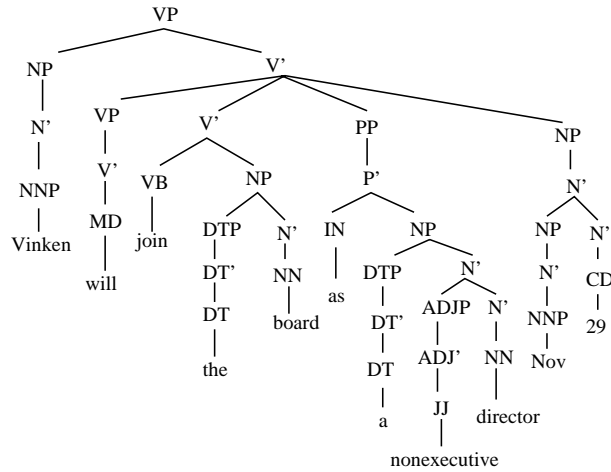 VP
NP V’
N’ VP V’ PP NP
NNP V’ VB NP P’ N’
Vinken MD join DTP N’ IN NP NP N’
will DT’ NN as DTP N’ N’ CD
DT board DT’ ADJP N’ NNP 29
the DT ADJ’ NN Nov
a JJ director
nonexecutive